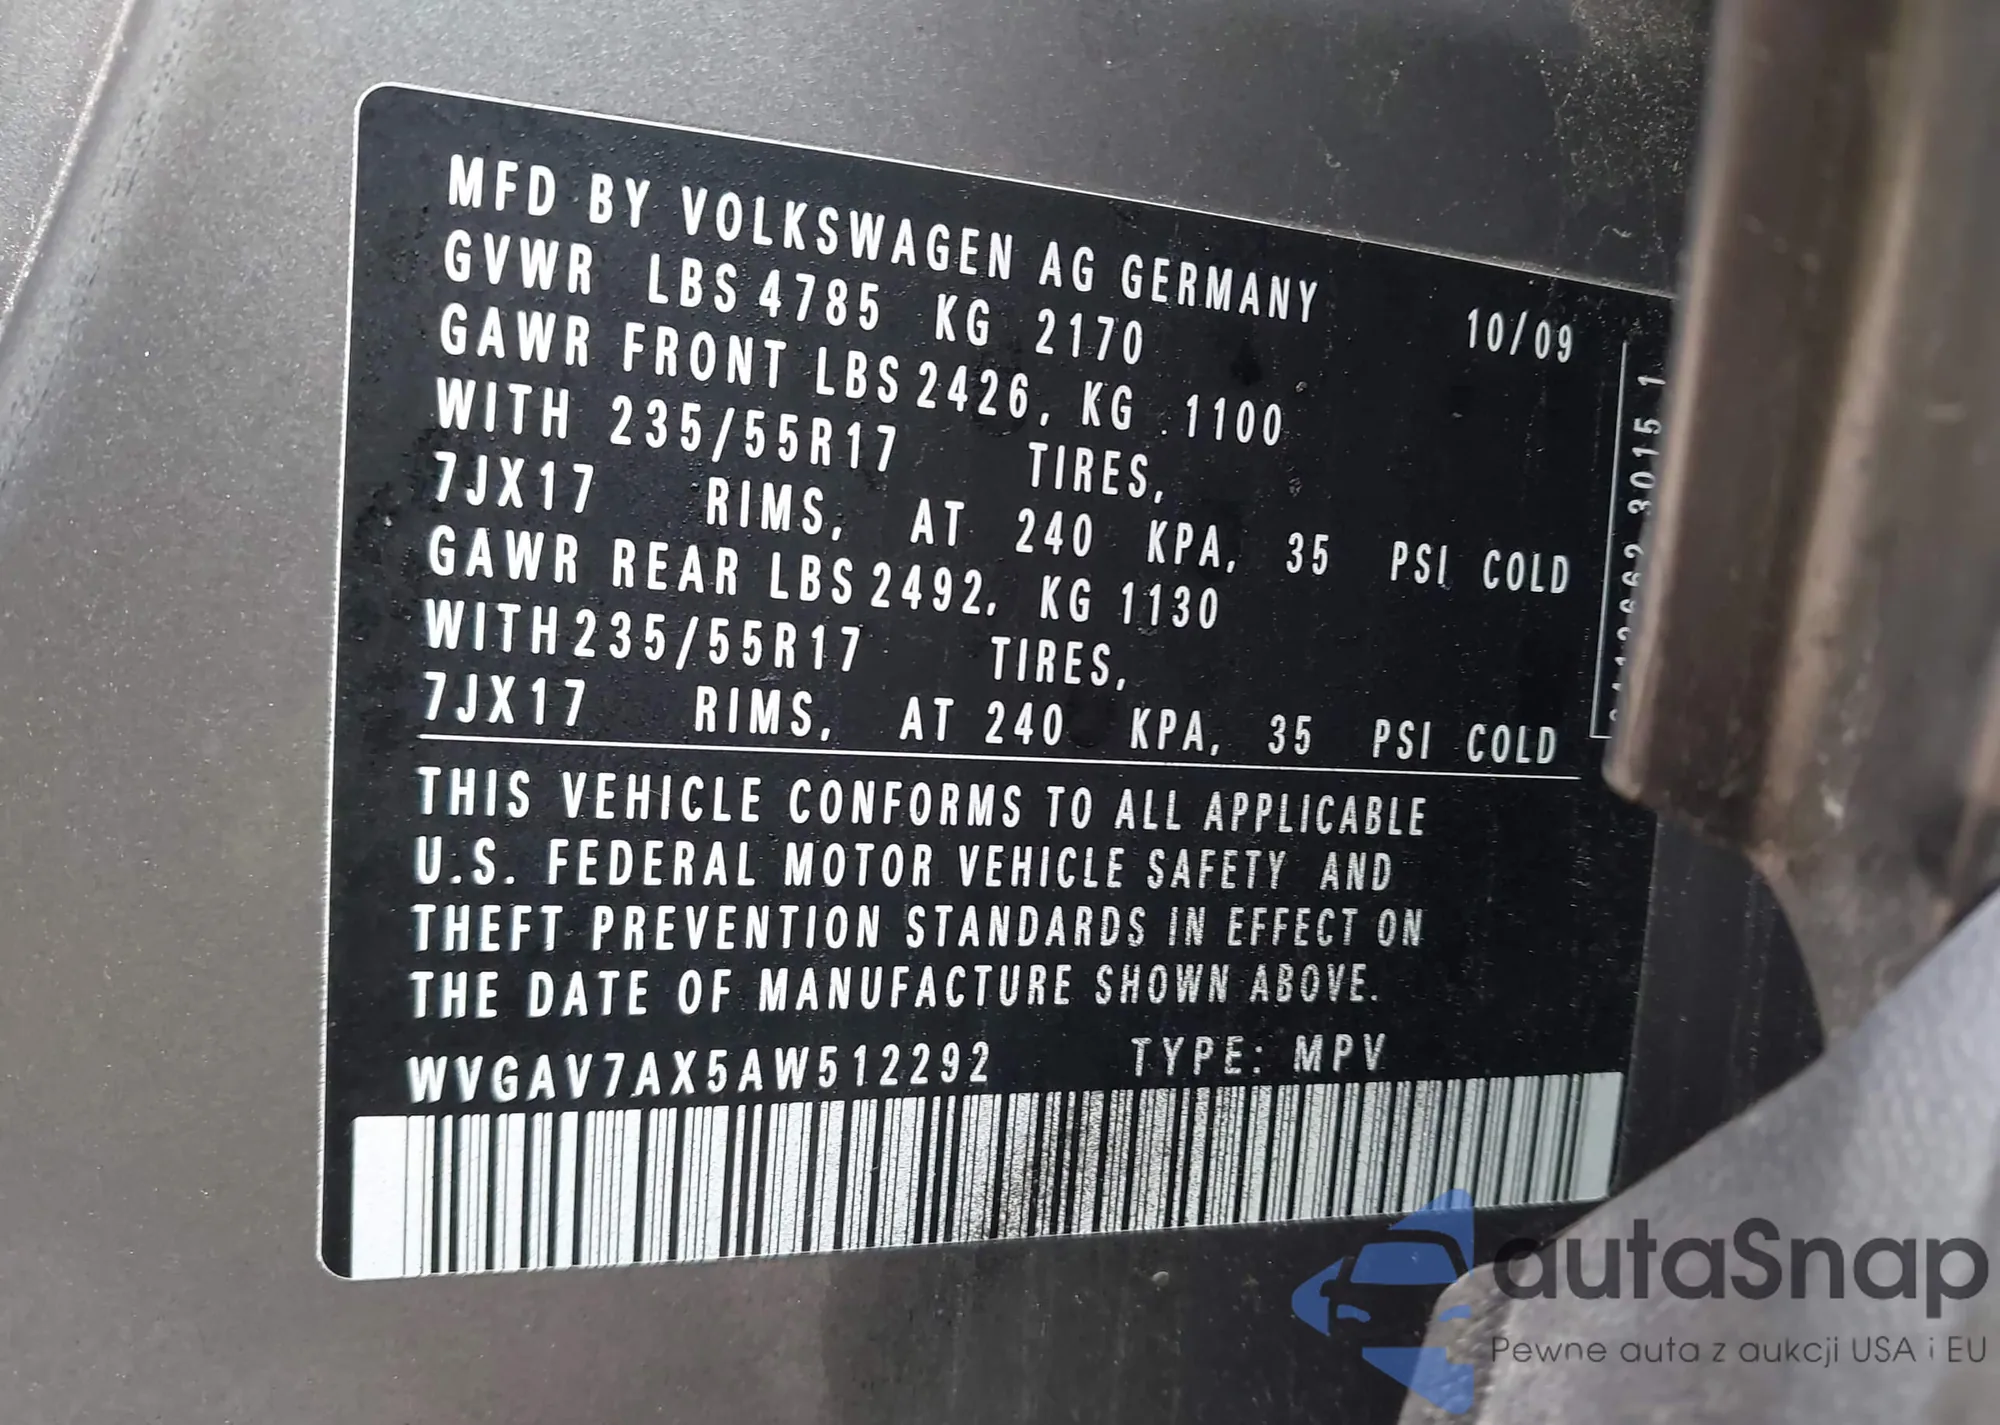 MFD BY VOLKSWAGEN AG GERMANY
GVWR LBS 4785 KG 2170 10/09
GAWR FRONT LBS 2426, KG 1100
WITH 235/55R17 TIRES,
7JX17 RIMS, AT 240 KPA, 35 PSI COLD
GAWR REAR LBS 2492, KG 1130
WITH 235/55R17 TIRES,
7JX17 RIMS, AT 240 KPA, 35 PSI COLD
THIS VEHICLE CONFORMS TO ALL APPLICABLE
U.S. FEDERAL MOTOR VEHICLE SAFETY AND
THEFT PREVENTION STANDARDS IN EFFECT ON
THE DATE OF MANUFACTURE SHOWN ABOVE.
WVGAV7AX5AW512292 TYPE: MPV
3015 1
autaSnap
Pewne auta z aukcji USA i EU